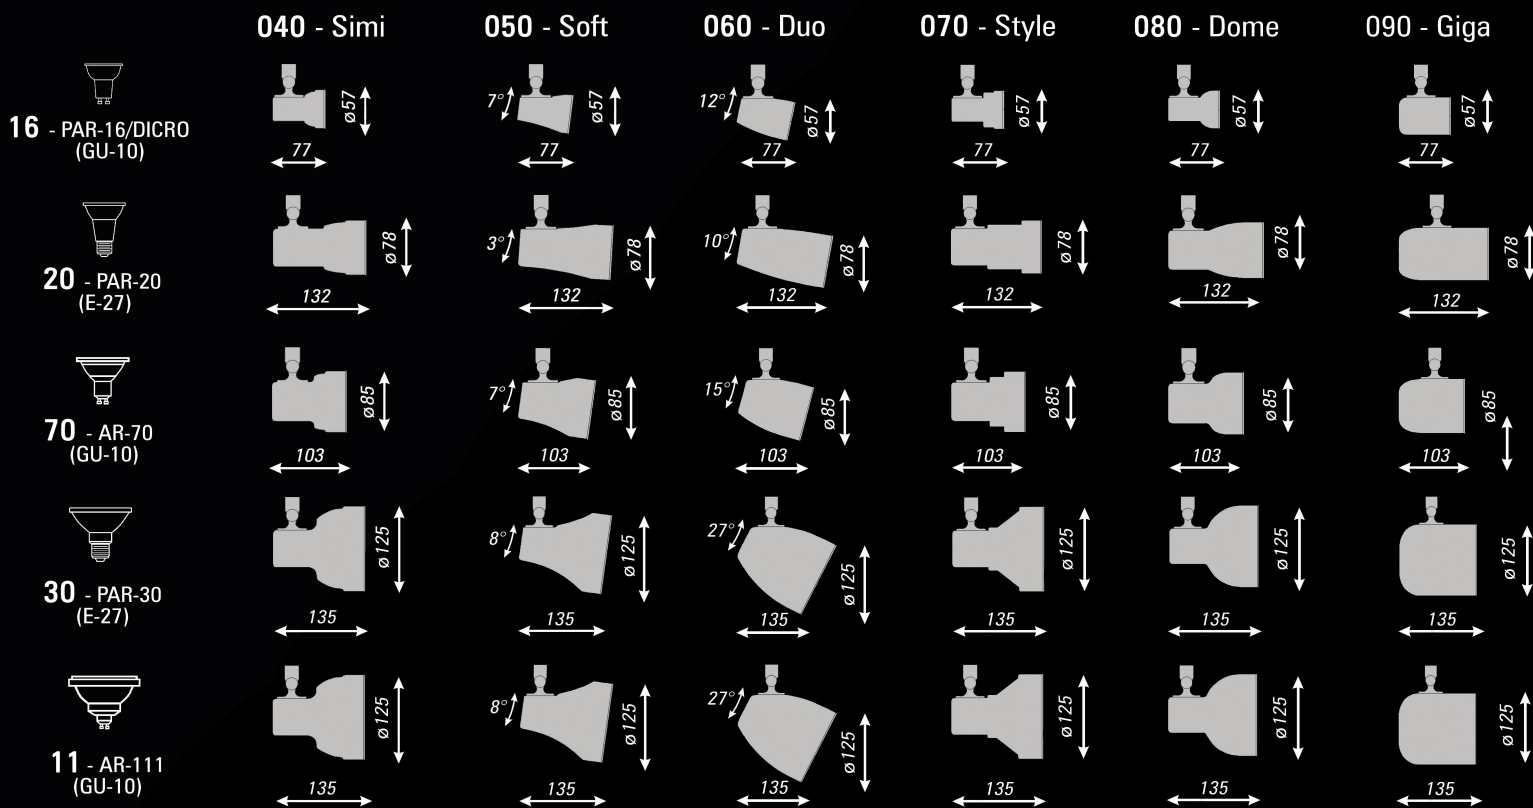 040 - Simi
050 - Soft
060 - Duo
070 - Style
080 - Dome
090 - Giga
16 - PAR-16/DICRO
(GU-10)
ø57
77
7°
ø57
77
12°
ø57
77
ø57
77
ø57
77
ø57
77
20 - PAR-20
(E-27)
ø78
132
3°
ø78
132
10°
ø78
132
ø78
132
ø78
132
ø78
132
70 - AR-70
(GU-10)
ø85
103
7°
ø85
103
15°
ø85
103
ø85
103
ø85
103
ø85
103
30 - PAR-30
(E-27)
ø125
135
8°
ø125
135
27°
ø125
135
ø125
135
ø125
135
ø125
135
11 - AR-111
(GU-10)
ø125
135
8°
ø125
135
27°
ø125
135
ø125
135
ø125
135
ø125
135